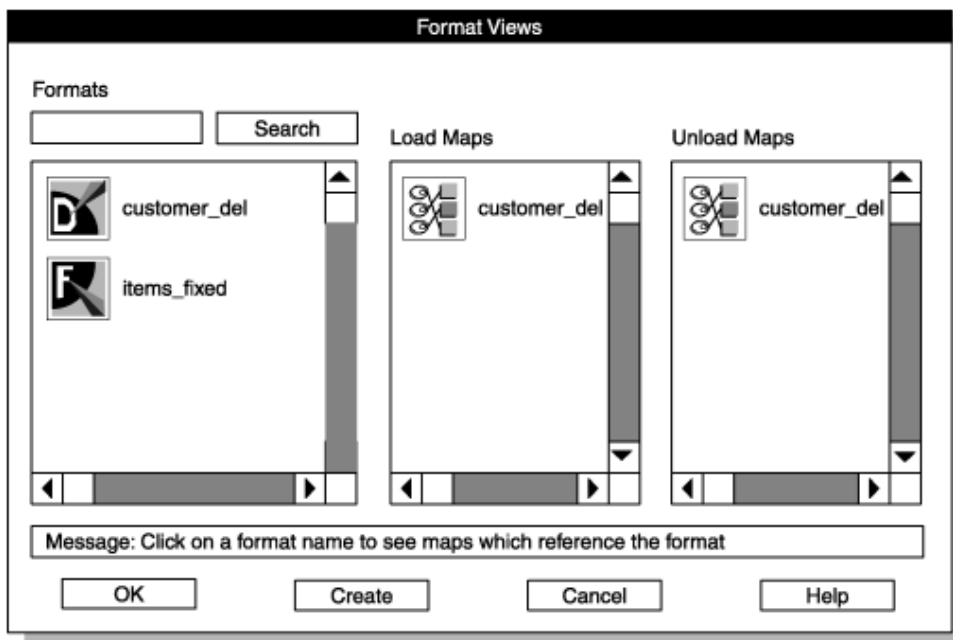 Format Views
Formats
Search
Load Maps
Unload Maps
D
customer_del
customer_del
customer_del
F
items_fixed
Message: Click on a format name to see maps which reference the format
OK
Create
Cancel
Help